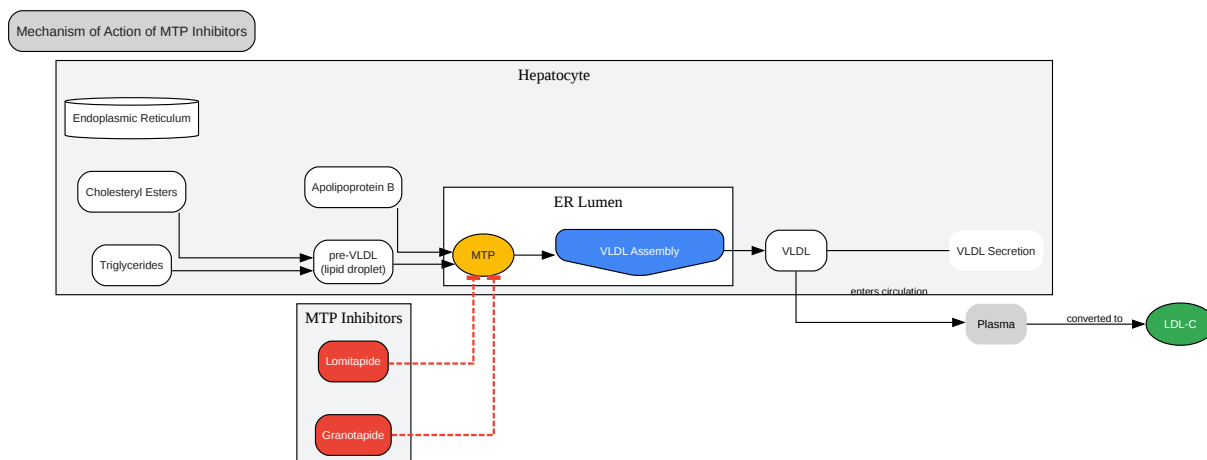 Mechanism of Action of MTP Inhibitors
Hepatocyte
Endoplasmic Reticulum
Cholesteryl Esters
Apolipoprotein B
ER Lumen
Triglycerides
pre-VLDL
(lipid droplet)
MTP
VLDL Assembly
VLDL
VLDL Secretion
enters circulation
MTP Inhibitors
Plasma
converted to
LDL-C
Lomitapide
Granotapide